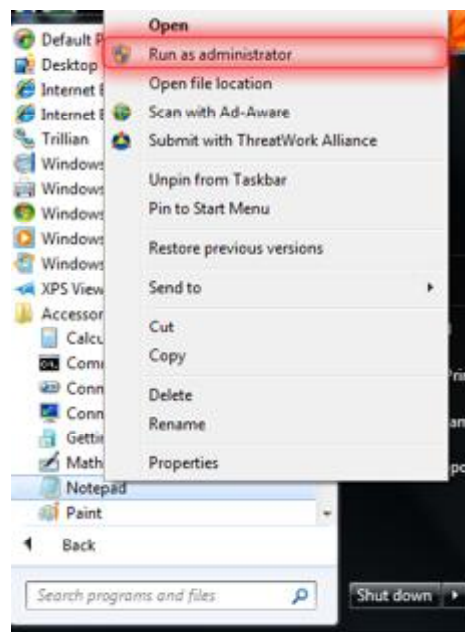 Open
Default P
Run as administrator
Desktop
Open file location
Internet E
Scan with Ad-Aware
Internet E
Submit with ThreatWork Alliance
Trillian
Windows
Unpin from Taskbar
Windows
Pin to Start Menu
Windows
Windows
Restore previous versions
Windows
Send to
XPS View
Accessor
Cut
Calcu
Copy
Com
Conn
Delete
Conn
Rename
Gettin
Math
Properties
Notepad
Paint
Back
Search programs and files
Shut down